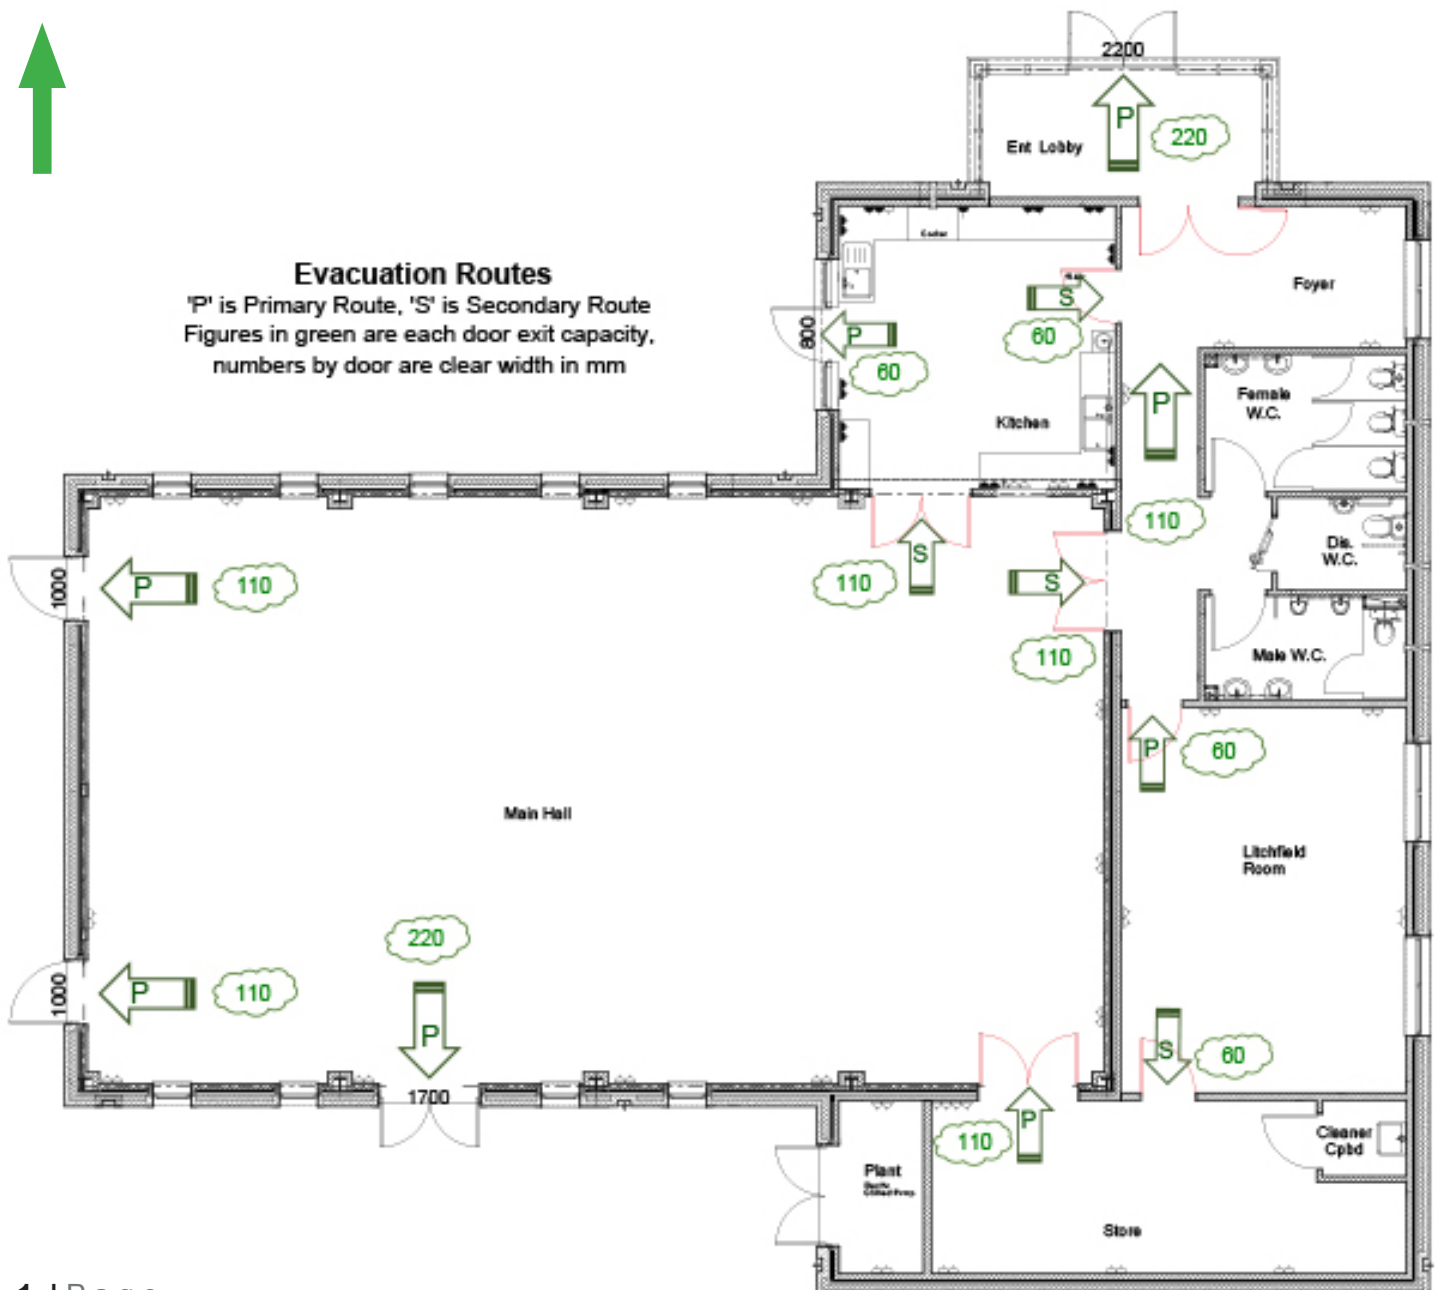 2200
P
220
Ent Lobby
Evacuation Routes
'P' is Primary Route, 'S' is Secondary Route
Figures in green are each door exit capacity,
numbers by door are clear width in mm
Foyer
S
60
800
P
60
Kitchen
P
110
Female
W.C.
Dis.
W.C.
Male W.C.
1000
P
110
110
S
S
110
P
60
Main Hall
Litchfield
Room
220
P
1000
P
110
1700
S
60
P
110
Plant
Cleaner
Cpbd
Store